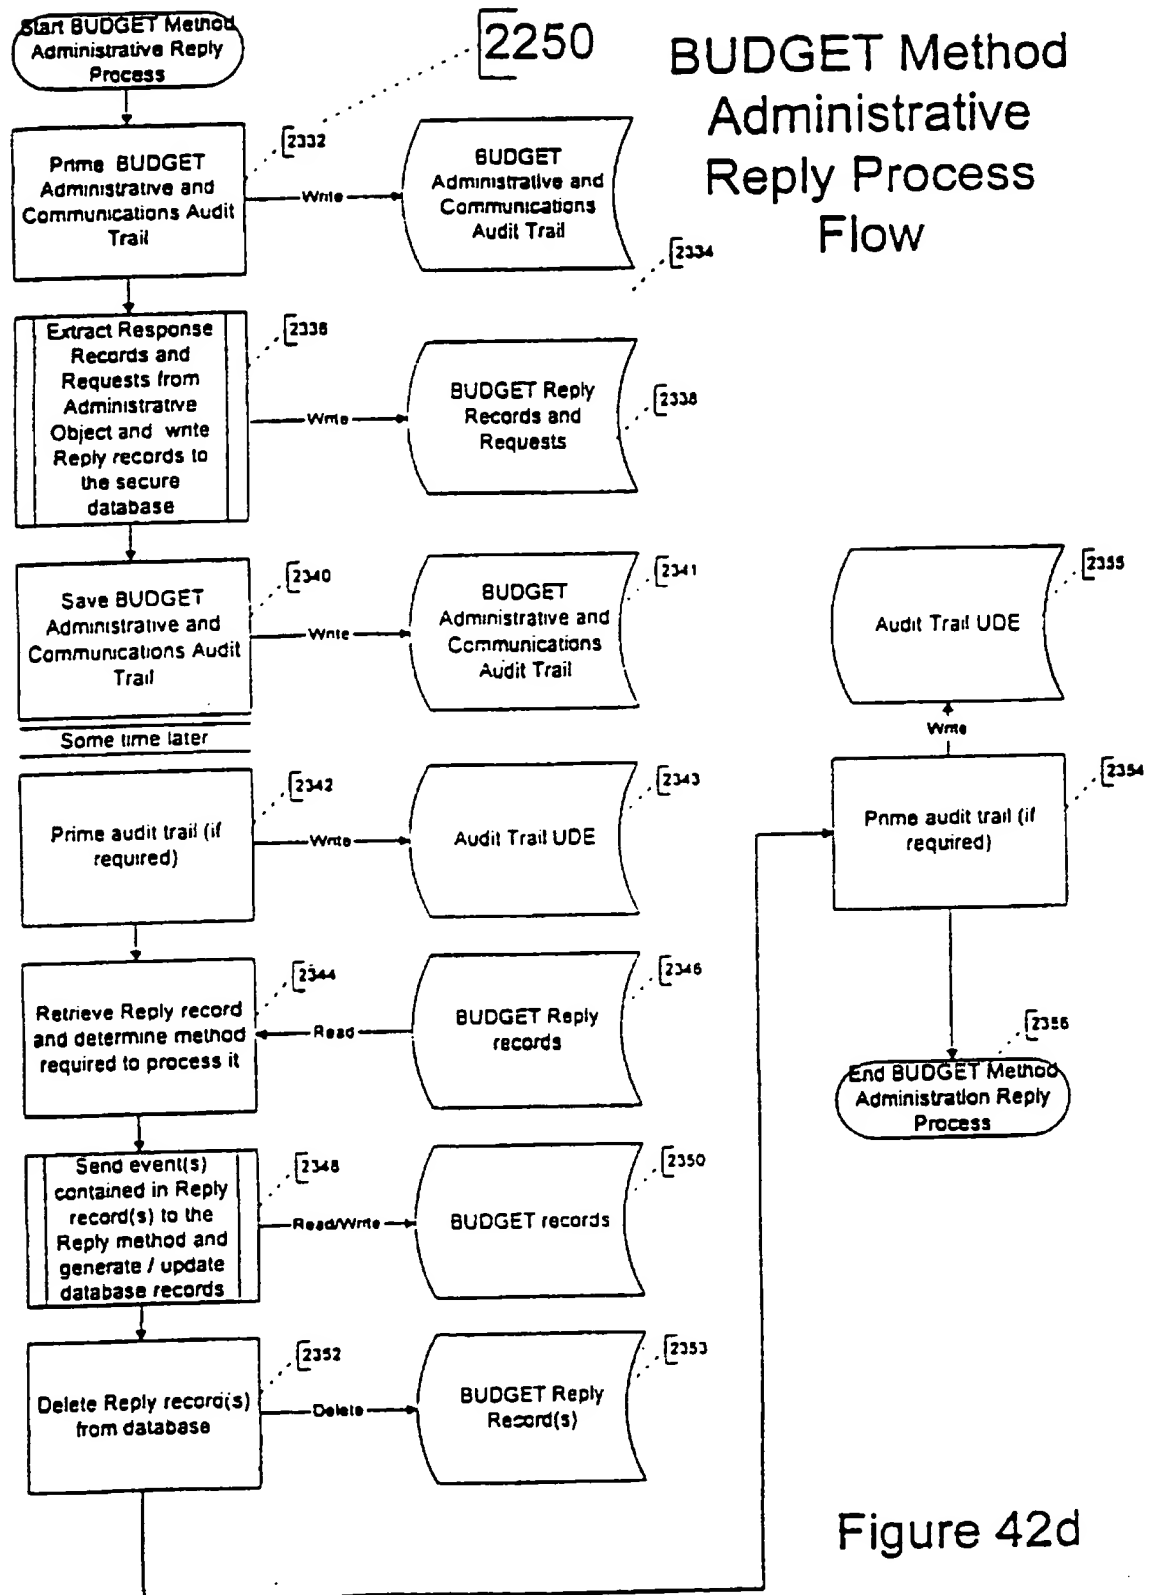 Start BUDGET Method
Administrative Reply
Process
2250
BUDGET Method
Administrative
Reply Process
Flow
2332
Prime BUDGET
Administrative and
Communications Audit
Trail
Write
BUDGET
Administrative and
Communications
Audit Trail
2334
Extract Response
Records and
Requests from
Administrative
Object and write
Reply records to
the secure
database
2336
Write
BUDGET Reply
Records and
Requests
2338
Save BUDGET
Administrative and
Communications Audit
Trail
2340
Write
BUDGET
Administrative and
Communications
Audit Trail
2341
Some time later
Prime audit trail (if
required)
2342
Write
Audit Trail UDE
2343
Retrieve Reply record
and determine method
required to process it
2344
Read
BUDGET Reply
records
2346
Send event(s)
contained in Reply
record(s) to the
Reply method and
generate / update
database records
2348
Read/Write
BUDGET records
2350
Delete Reply record(s)
from database
2352
Delete
BUDGET Reply
Record(s)
2353
Audit Trail UDE
2355
Write
Prime audit trail (if
required)
2354
2356
End BUDGET Method
Administration Reply
Process
Figure 42d